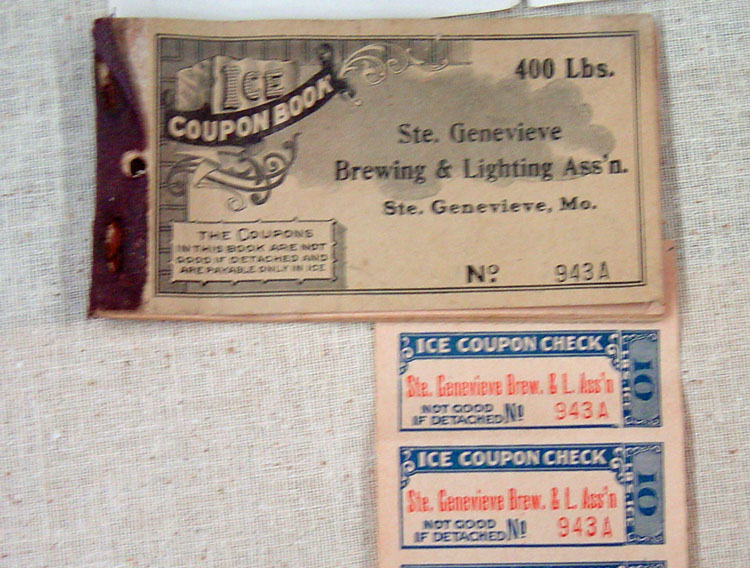 ICE
COUPON BOOK
400 Lbs.
Ste. Genevieve
Brewing & Lighting Ass'n.
Ste. Genevieve, Mo.
THE COUPONS
IN THIS BOOK ARE NOT
GOOD IF DETACHED AND
ARE PAYABLE ONLY IN ICE
No. 943A
ICE COUPON CHECK
Ste. Genevieve Brew. & L. Ass'n
NOT GOOD
IF DETACHED No 943A
10
ICE COUPON CHECK
Ste. Genevieve Brew. & L. Ass'n
NOT GOOD
IF DETACHED No 943A
10